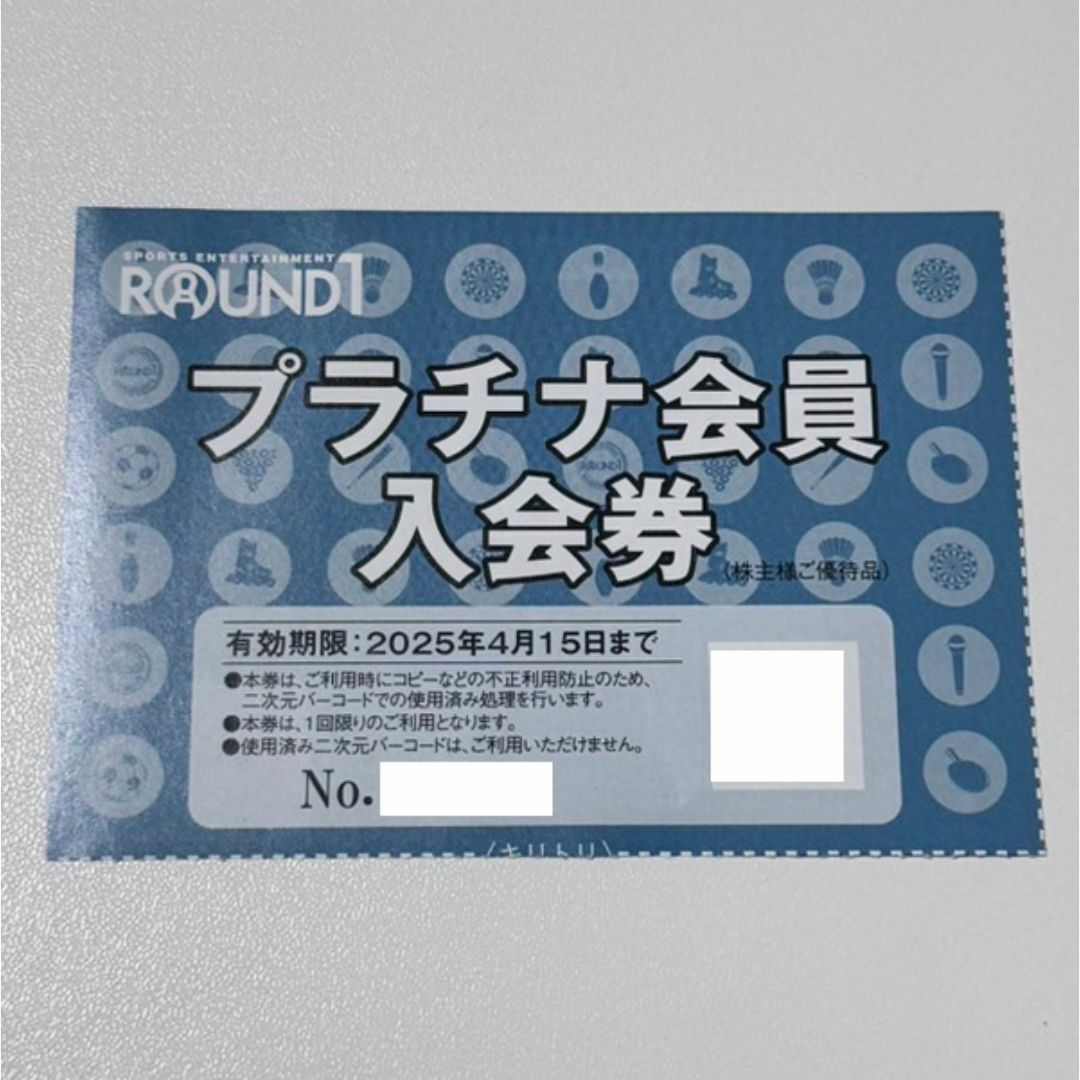 SPORTS ENTERTAINMENT
ROUND1
プラチナ会員
入会券
(株主様ご優待品)
有効期限：2025年4月15日まで
●本券は、ご利用時にコピーなどの不正利用防止のため、
二次元バーコードでの使用済み処理を行います。
●本券は、1回限りのご利用となります。
●使用済み二次元バーコードは、ご利用いただけません。
No.
〈キリトリ〉